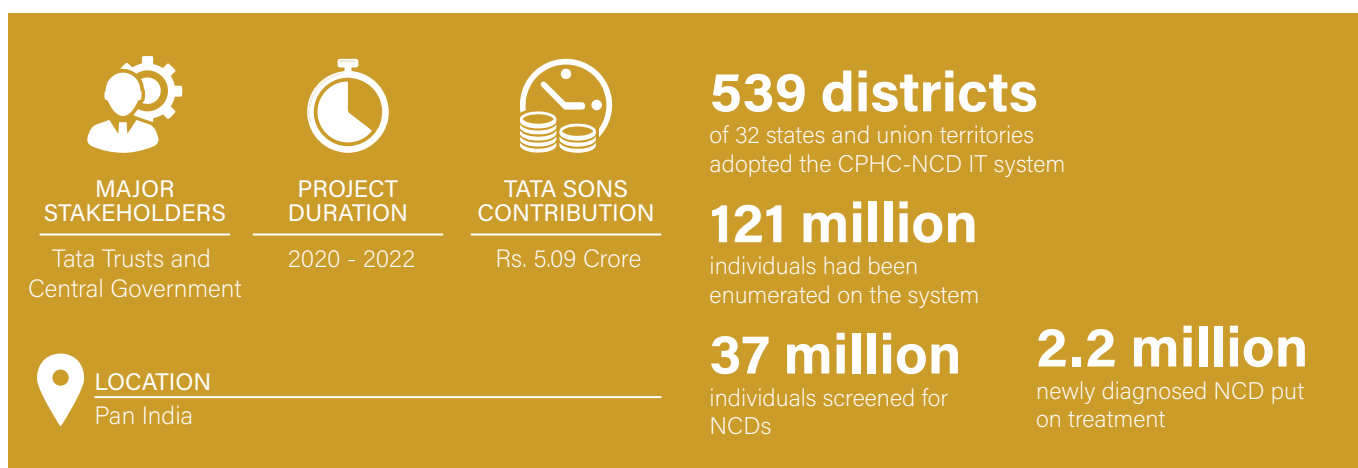 MAJOR
STAKEHOLDERS
Tata Trusts and
Central Government
PROJECT
DURATION
2020 - 2022
TATA SONS
CONTRIBUTION
Rs. 5.09 Crore
LOCATION
Pan India
539 districts
of 32 states and union territories
adopted the CPHC-NCD IT system
121 million
individuals had been
enumerated on the system
37 million
individuals screened for
NCDs
2.2 million
newly diagnosed NCD put
on treatment